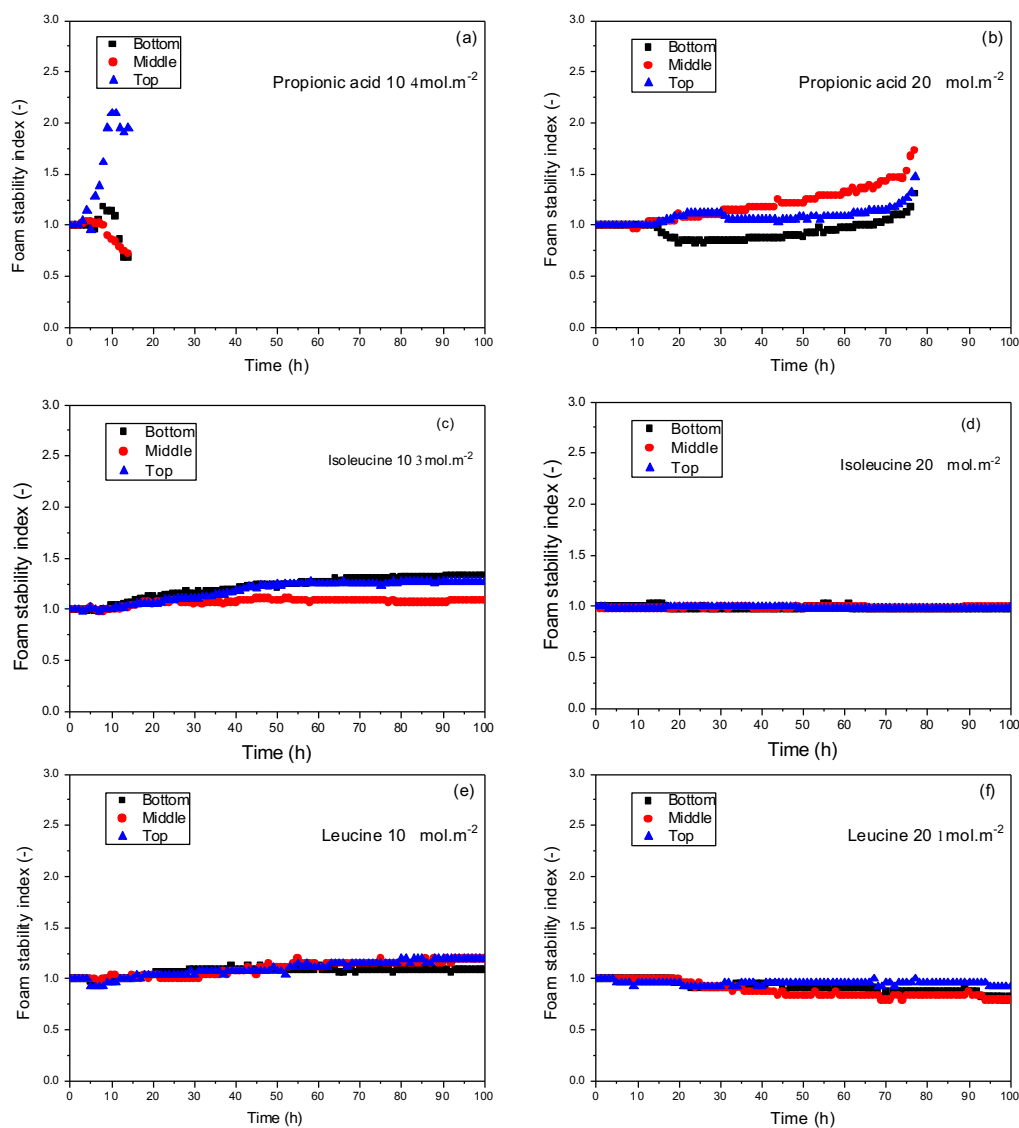 (a)
Bottom
Middle
Top
Propionic acid 10 4mol.m-2
Foam stability index (-)
3.0
2.5
2.0
1.5
1.0
0.5
0.0
0 10 20 30 40 50 60 70 80 90 100
Time (h)
(b)
Bottom
Middle
Top
Propionic acid 20 mol.m-2
Foam stability index (-)
3.0
2.5
2.0
1.5
1.0
0.5
0.0
0 10 20 30 40 50 60 70 80 90 100
Time (h)
(c)
Bottom
Middle
Top
Isoleucine 10 3mol.m-2
Foam stability index (-)
3.0
2.5
2.0
1.5
1.0
0.5
0.0
0 10 20 30 40 50 60 70 80 90 100
Time (h)
(d)
Bottom
Middle
Top
Isoleucine 20 mol.m-2
Foam stability index (-)
3.0
2.5
2.0
1.5
1.0
0.5
0.0
0 10 20 30 40 50 60 70 80 90 100
Time (h)
(e)
Bottom
Middle
Top
Leucine 10 mol.m-2
Foam stability index (-)
3.0
2.5
2.0
1.5
1.0
0.5
0.0
0 10 20 30 40 50 60 70 80 90 100
Time (h)
(f)
Bottom
Middle
Top
Leucine 20 1mol.m-2
Foam stability index (-)
3.0
2.5
2.0
1.5
1.0
0.5
0.0
0 10 20 30 40 50 60 70 80 90 100
Time (h)